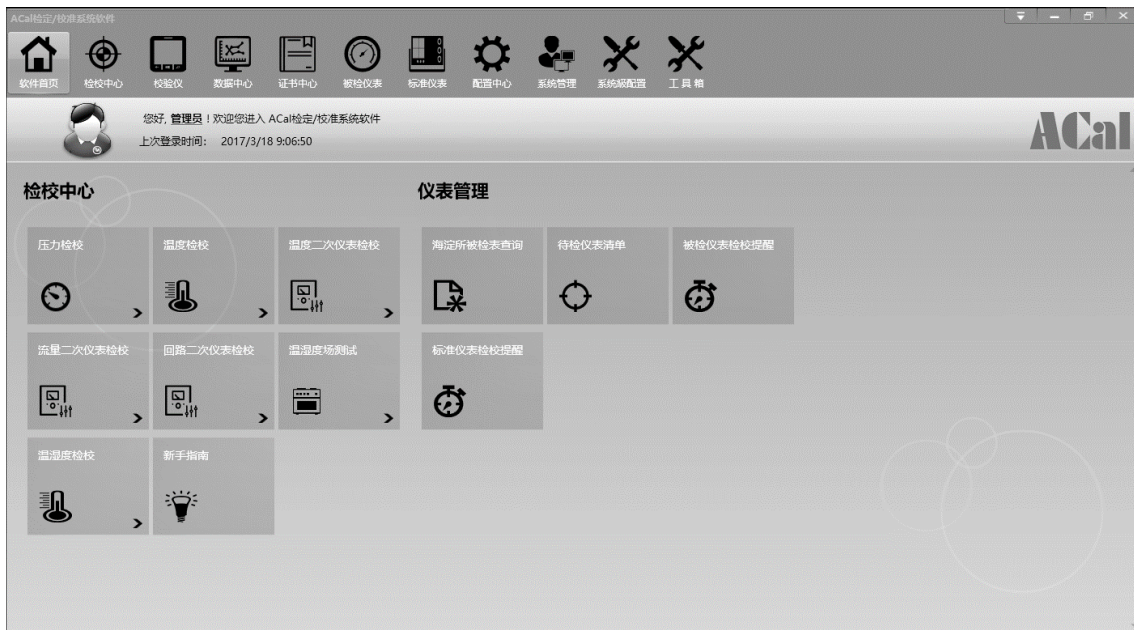 ACal检定/校准系统软件
软件首页 检校中心 校验仪 数据中心 证书中心 被检仪表 标准仪表 配置中心 系统管理 系统级配置 工具箱
您好, 管理员！欢迎您进入 ACal检定/校准系统软件
上次登录时间： 2017/3/18 9:06:50
ACal
检校中心 仪表管理
压力检校 温度检校 温度二次仪表检校 海淀所被检表查询 待检仪表清单 被检仪表检校提醒
流量二次仪表检校 回路二次仪表检校 温湿度场测试 标准仪表检校提醒
温湿度检校 新手指南